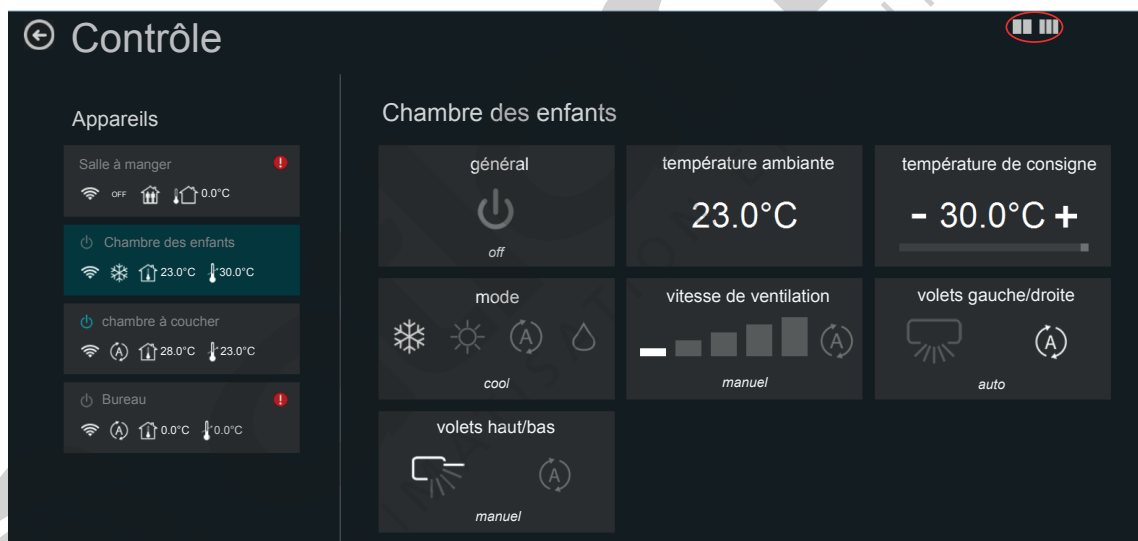 Contrôle
Appareils
Salle à manger
OFF 0.0°C
Chambre des enfants
23.0°C 30.0°C
chambre à coucher
A 28.0°C 23.0°C
Bureau
A 0.0°C 0.0°C
Chambre des enfants
général
off
température ambiante
23.0°C
température de consigne
- 30.0°C +
mode
A
cool
vitesse de ventilation
A
manuel
volets gauche/droite
A
auto
volets haut/bas
A
manuel